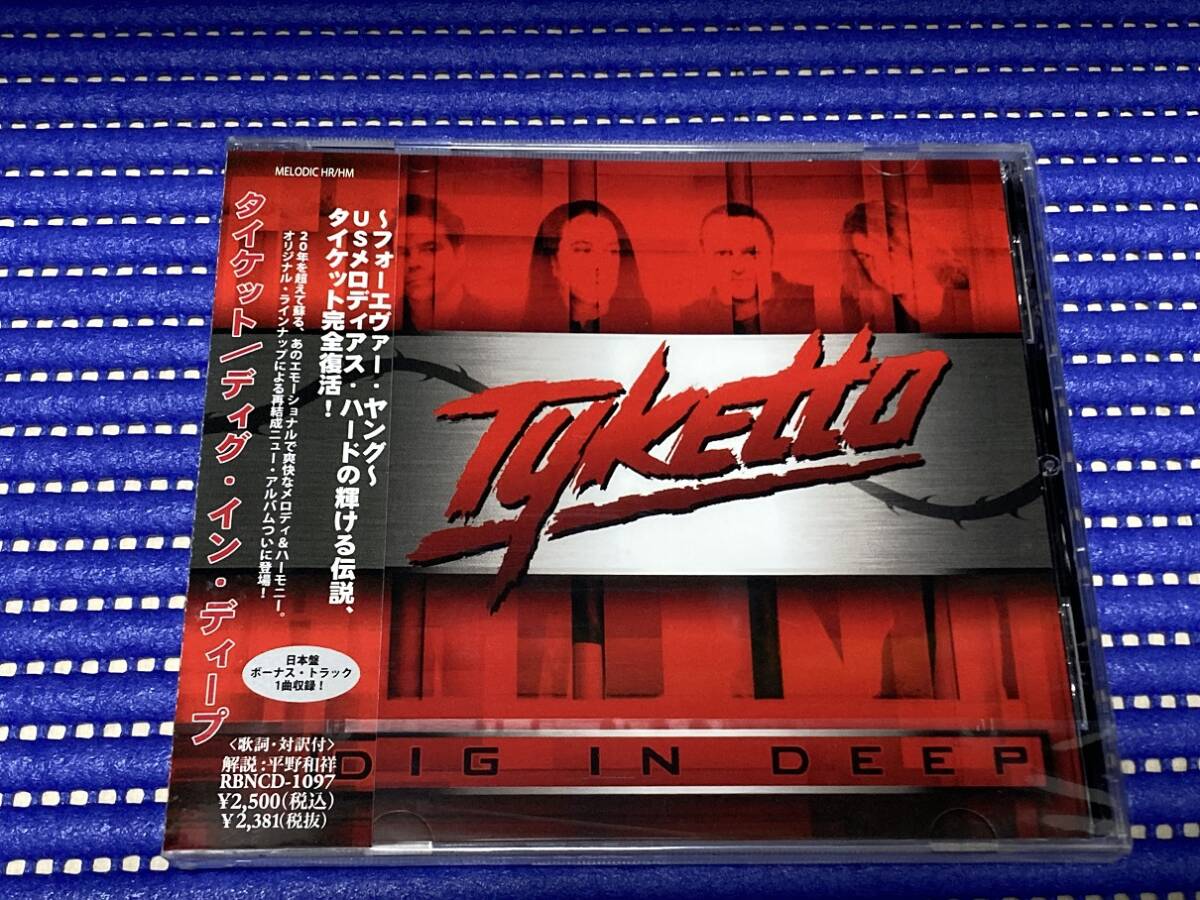 MELODIC HR/HM
タイケット/ディグ・イン・ディープ
～フォーエヴァー・ヤング～
USメロディアス・ハードの輝ける伝説、
タイケット完全復活！
20年を超えて蘇る、あのエモーショナルで爽快なメロディ&ハーモニー。
オリジナル・ラインナップによる再結成ニュー・アルバムついに登場！
日本盤
ボーナス・トラック
1曲収録！
〈歌詞・対訳付〉
解説：平野和祥
RBNCD-1097
¥2,500(税込)
¥2,381(税抜)
Tyketto
DIG IN DEEP